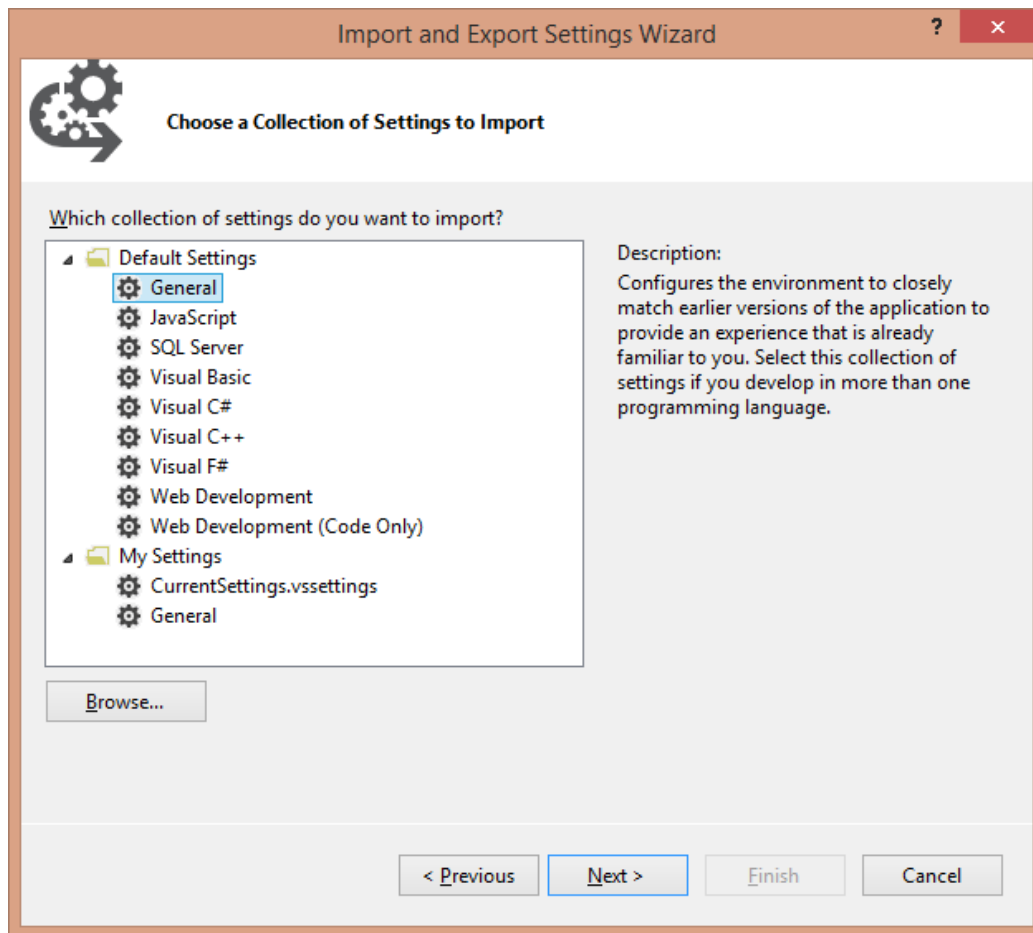 Import and Export Settings Wizard
?
Choose a Collection of Settings to Import
Which collection of settings do you want to import?
Default Settings
General
JavaScript
SQL Server
Visual Basic
Visual C#
Visual C++
Visual F#
Web Development
Web Development (Code Only)
My Settings
CurrentSettings.vssettings
General
Description:
Configures the environment to closely
match earlier versions of the application to
provide an experience that is already
familiar to you. Select this collection of
settings if you develop in more than one
programming language.
Browse...
< Previous
Next >
Finish
Cancel